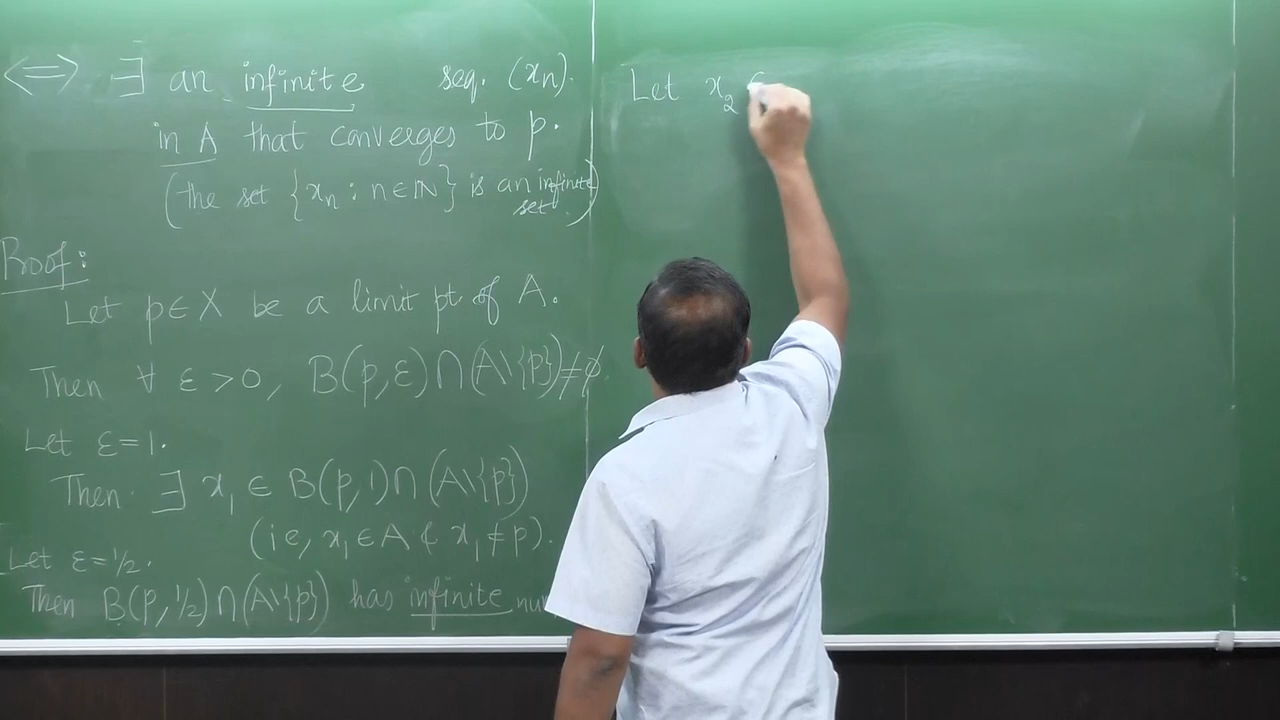 ⟺ ∃ an infinite seq. (xₙ)
in A that converges to p.
(the set {xₙ : n∈ℕ} is an infinite
set.)
Proof:
Let p∈X be a limit pt. of A.
Then ∀ ε>0, B(p,ε)∩(A\{p})≠ϕ.
Let ε=1.
Then ∃ x₁ ∈ B(p,1)∩(A\{p})
(ie, x₁∈A & x₁≠p).
Let ε=1/2.
Then B(p,1/2)∩(A\{p}) has infinite
Let x₂ ∈